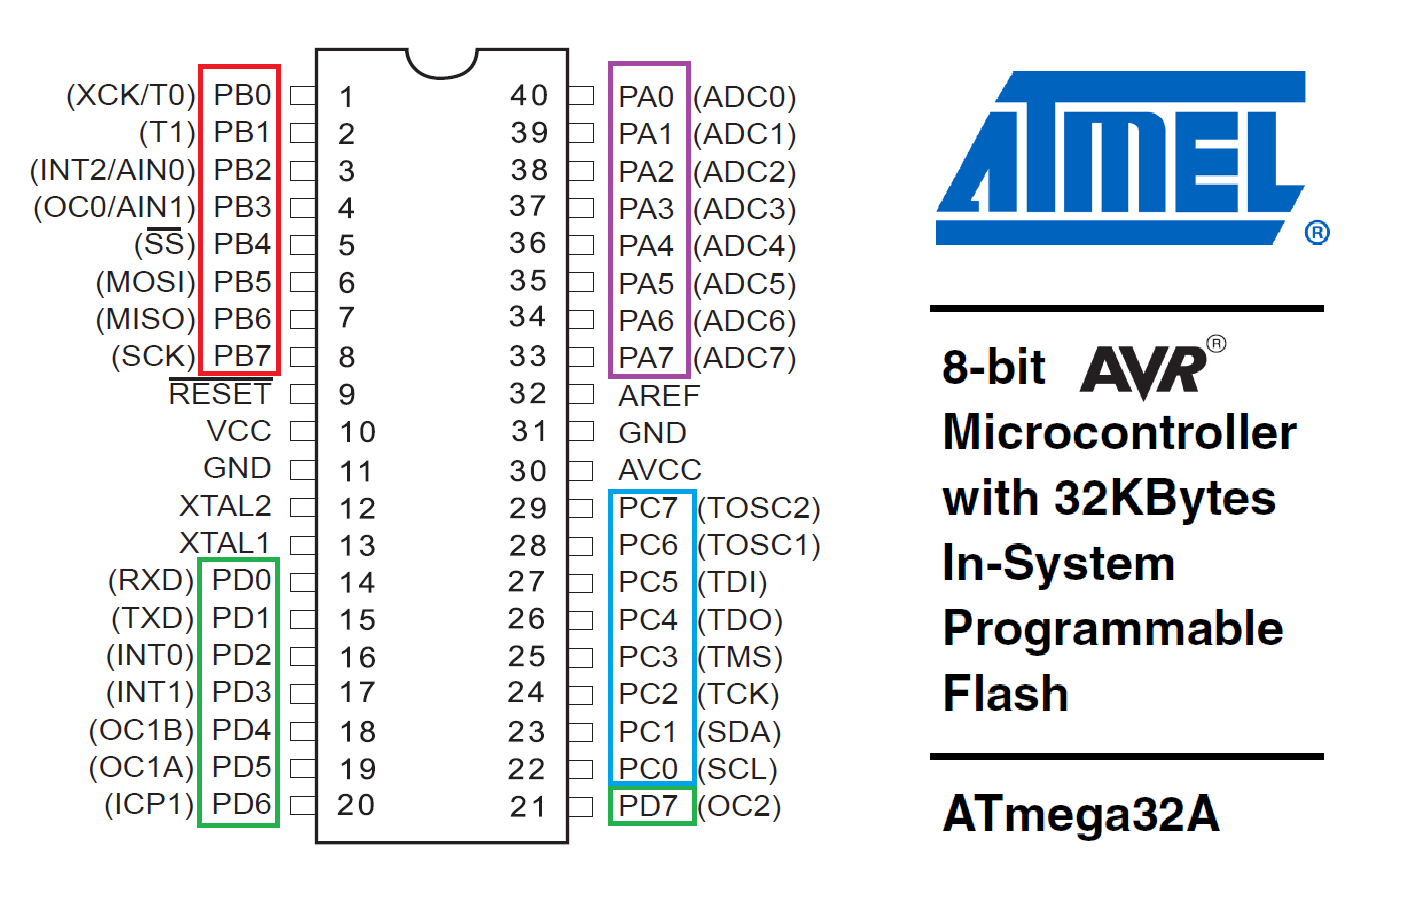 (XCK/T0) PB0 1 40 PA0 (ADC0)
(T1) PB1 2 39 PA1 (ADC1)
(INT2/AIN0) PB2 3 38 PA2 (ADC2)
(OC0/AIN1) PB3 4 37 PA3 (ADC3)
(SS) PB4 5 36 PA4 (ADC4)
(MOSI) PB5 6 35 PA5 (ADC5)
(MISO) PB6 7 34 PA6 (ADC6)
(SCK) PB7 8 33 PA7 (ADC7)
RESET 9 32 AREF
VCC 10 31 GND
GND 11 30 AVCC
XTAL2 12 29 PC7 (TOSC2)
XTAL1 13 28 PC6 (TOSC1)
(RXD) PD0 14 27 PC5 (TDI)
(TXD) PD1 15 26 PC4 (TDO)
(INT0) PD2 16 25 PC3 (TMS)
(INT1) PD3 17 24 PC2 (TCK)
(OC1B) PD4 18 23 PC1 (SDA)
(OC1A) PD5 19 22 PC0 (SCL)
(ICP1) PD6 20 21 PD7 (OC2)
ATMEL ®
8-bit AVR®
Microcontroller
with 32KBytes
In-System
Programmable
Flash
ATmega32A